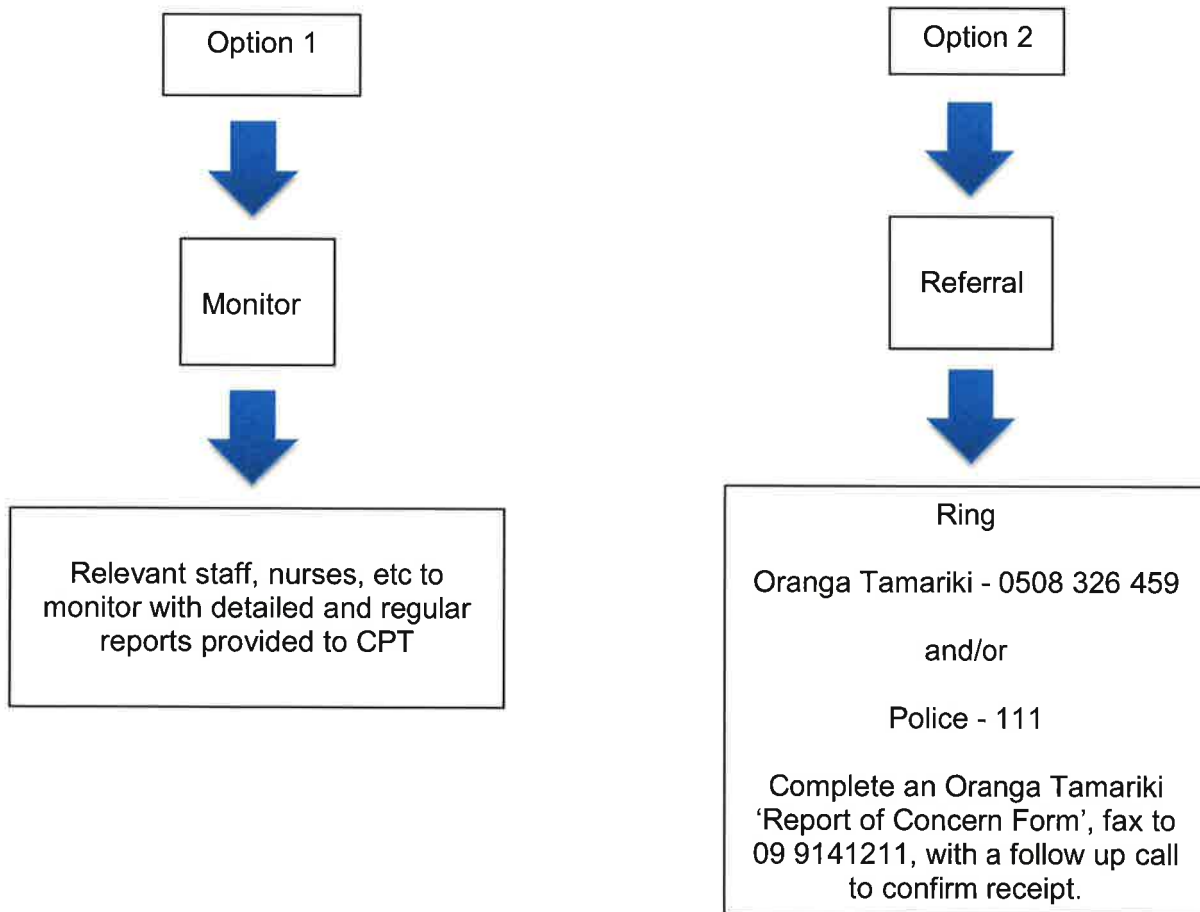 Option 1
Monitor
Relevant staff, nurses, etc to
monitor with detailed and regular
reports provided to CPT
Option 2
Referral
Ring
Oranga Tamariki - 0508 326 459
and/or
Police - 111
Complete an Oranga Tamariki
‘Report of Concern Form’, fax to
09 9141211, with a follow up call
to confirm receipt.